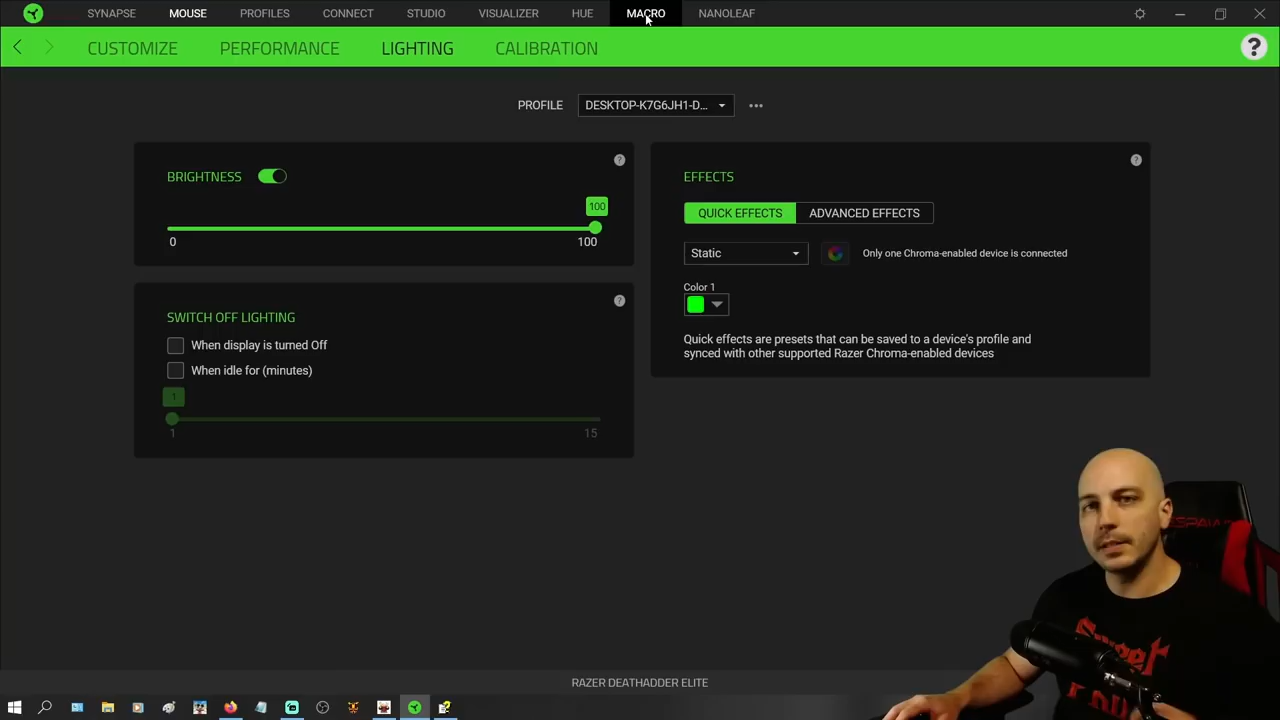 SYNAPSE MOUSE PROFILES CONNECT STUDIO VISUALIZER HUE MACRO NANOLEAF
CUSTOMIZE PERFORMANCE LIGHTING CALIBRATION
?
PROFILE DESKTOP-K7G6JH1-D... •••
BRIGHTNESS
?
100
0 100
SWITCH OFF LIGHTING
?
When display is turned Off
When idle for (minutes)
1
1 15
EFFECTS
?
QUICK EFFECTS ADVANCED EFFECTS
Static Only one Chroma-enabled device is connected
Color 1
Quick effects are presets that can be saved to a device's profile and
synced with other supported Razer Chroma-enabled devices
Sweet
RAZER DEATHADDER ELITE